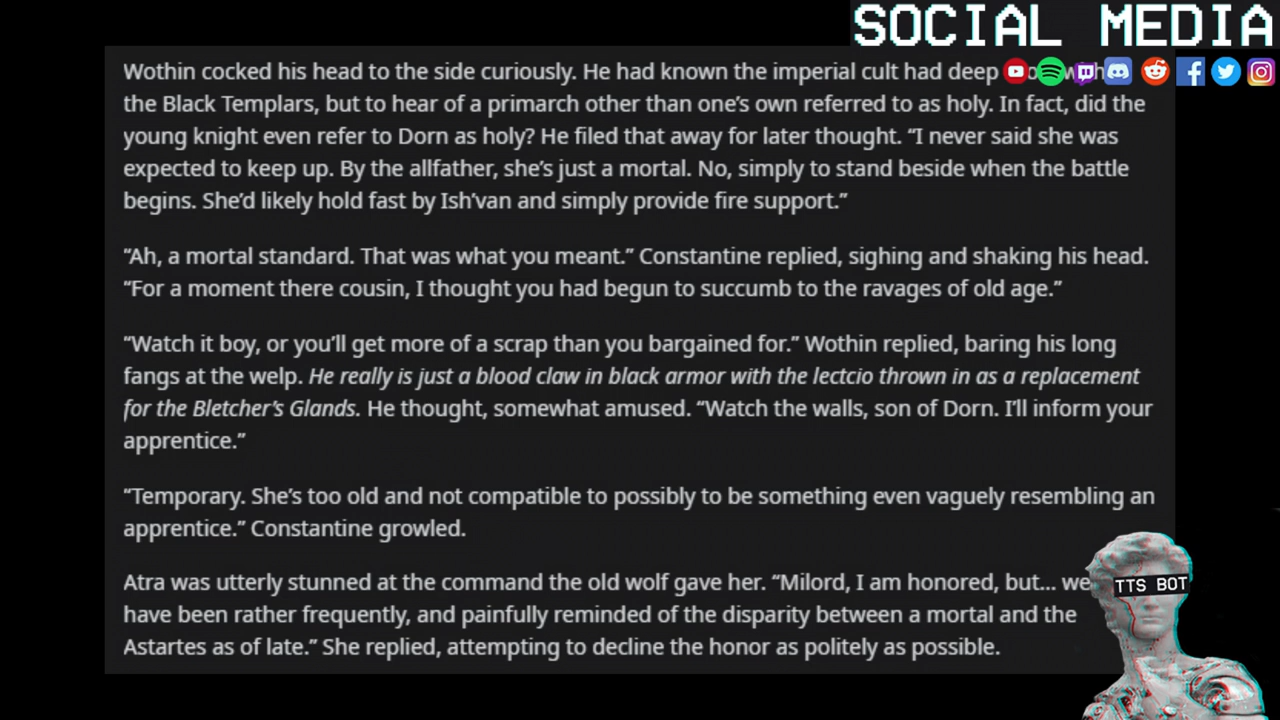 SOCIAL MEDIA
Wothin cocked his head to the side curiously. He had known the imperial cult had deep
the Black Templars, but to hear of a primarch other than one’s own referred to as holy. In fact, did the
young knight even refer to Dorn as holy? He filed that away for later thought. “I never said she was
expected to keep up. By the allfather, she’s just a mortal. No, simply to stand beside when the battle
begins. She’d likely hold fast by Ish’van and simply provide fire support.”
“Ah, a mortal standard. That was what you meant.” Constantine replied, sighing and shaking his head.
“For a moment there cousin, I thought you had begun to succumb to the ravages of old age.”
“Watch it boy, or you’ll get more of a scrap than you bargained for.” Wothin replied, baring his long
fangs at the welp. He really is just a blood claw in black armor with the lectcio thrown in as a replacement
for the Bletcher’s Glands. He thought, somewhat amused. “Watch the walls, son of Dorn. I’ll inform your
apprentice.”
“Temporary. She’s too old and not compatible to possibly to be something even vaguely resembling an
apprentice.” Constantine growled.
Atra was utterly stunned at the command the old wolf gave her. “Milord, I am honored, but... we
have been rather frequently, and painfully reminded of the disparity between a mortal and the
Astartes as of late.” She replied, attempting to decline the honor as politely as possible.
TTS BOT